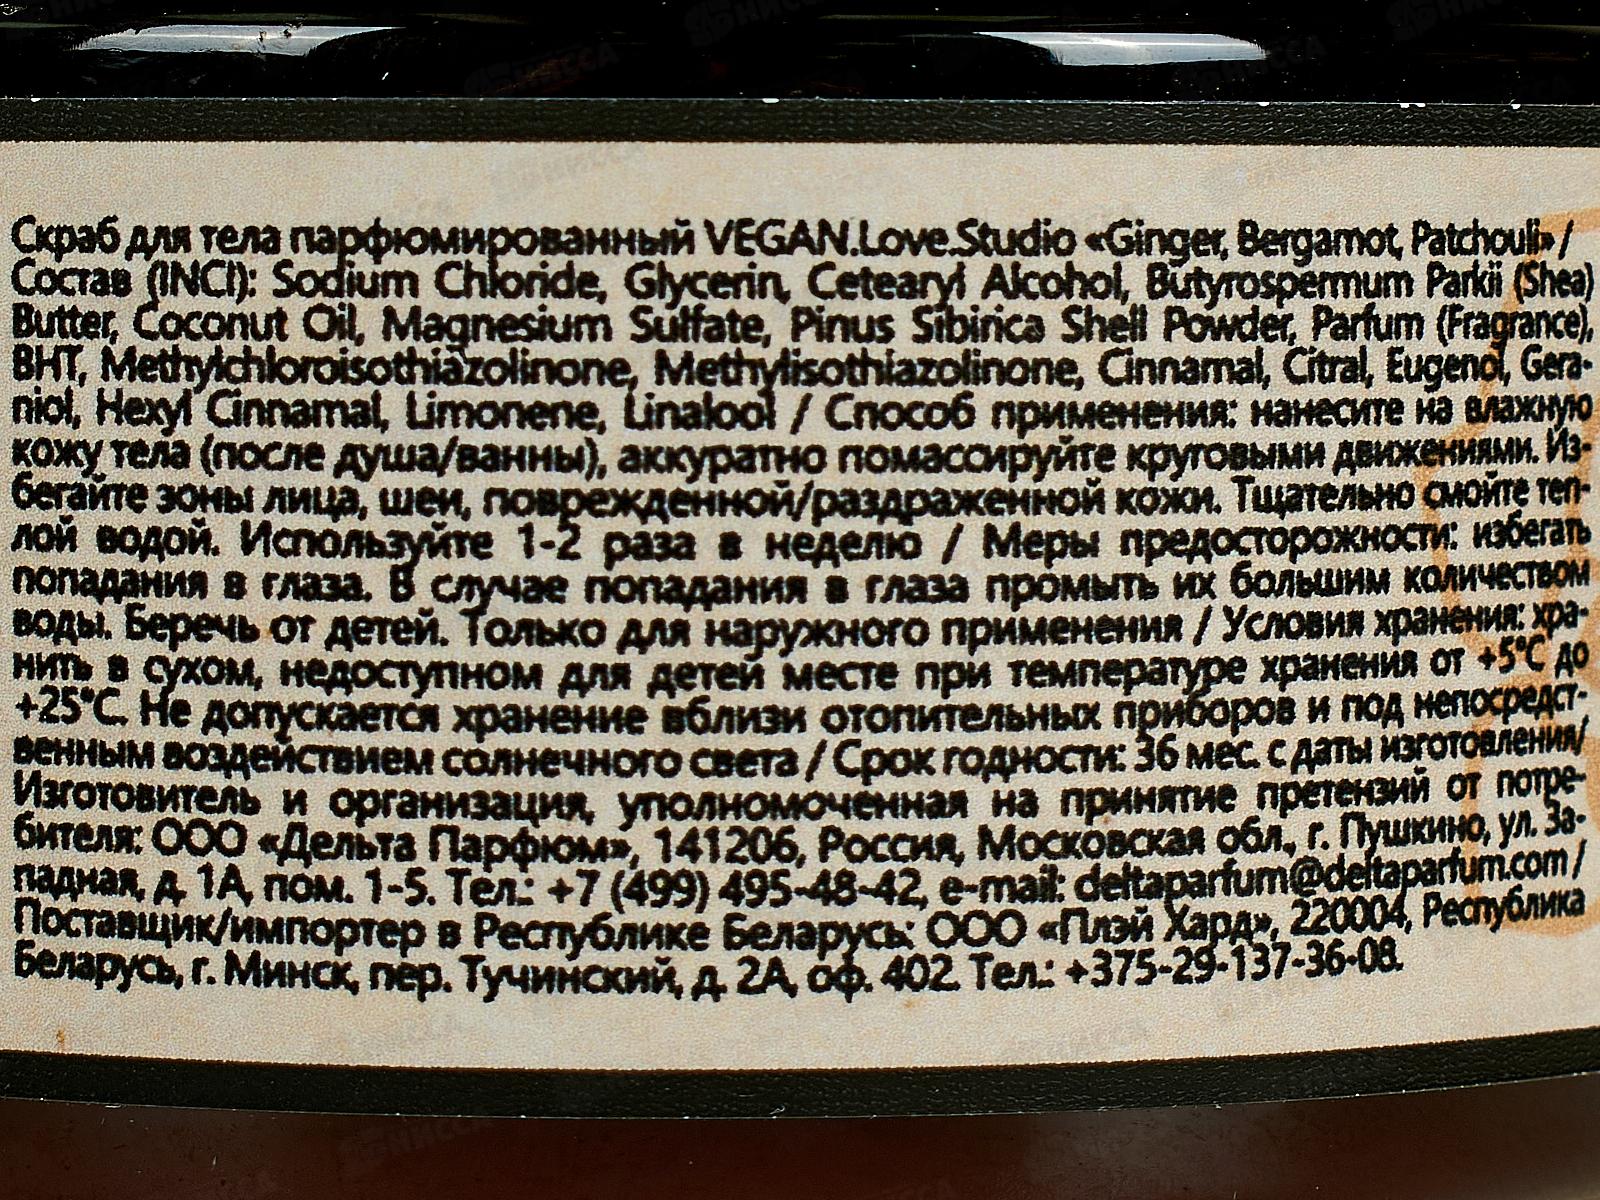 Скраб для тела парфюмированный VEGAN.Love.Studio «Ginger, Bergamot, Patchouli» /
Состав (INCI): Sodium Chloride, Glycerin, Cetearyl Alcohol, Butyrospermum Parkii (Shea)
Butter, Coconut Oil, Magnesium Sulfate, Pinus Sibirica Shell Powder, Parfum (Fragrance),
BHT, Methylchloroisothiazolinone, Methylisothiazolinone, Cinnamal, Citral, Eugenol, Gera-
niol, Hexyl Cinnamal, Limonene, Linalool / Способ применения: нанесите на влажную
кожу тела (после душа/ванны), аккуратно помассируйте круговыми движениями. Из-
бегайте зоны лица, шеи, поврежденной/раздраженной кожи. Тщательно смойте теп-
лой водой. Используйте 1-2 раза в неделю / Меры предосторожности: избегать
попадания в глаза. В случае попадания в глаза промыть их большим количеством
воды. Беречь от детей. Только для наружного применения / Условия хранения: хра-
нить в сухом, недоступном для детей месте при температуре хранения от +5°С до
+25°С. Не допускается хранение вблизи отопительных приборов и под непосредст-
венным воздействием солнечного света / Срок годности: 36 мес. с даты изготовления/
Изготовитель и организация, уполномоченная на принятие претензий от потре-
бителя: ООО «Дельта Парфюм», 141206, Россия, Московская обл., г. Пушкино, ул. За-
падная, д. 1А, пом. 1-5. Тел.: +7 (499) 495-48-42, e-mail: deltaparfum@deltaparfum.com /
Поставщик/импортер в Республике Беларусь: ООО «Плэй Хард», 220004, Республика
Беларусь, г. Минск, пер. Тучинский, д. 2А, оф. 402. Тел.: +375-29-137-36-08.